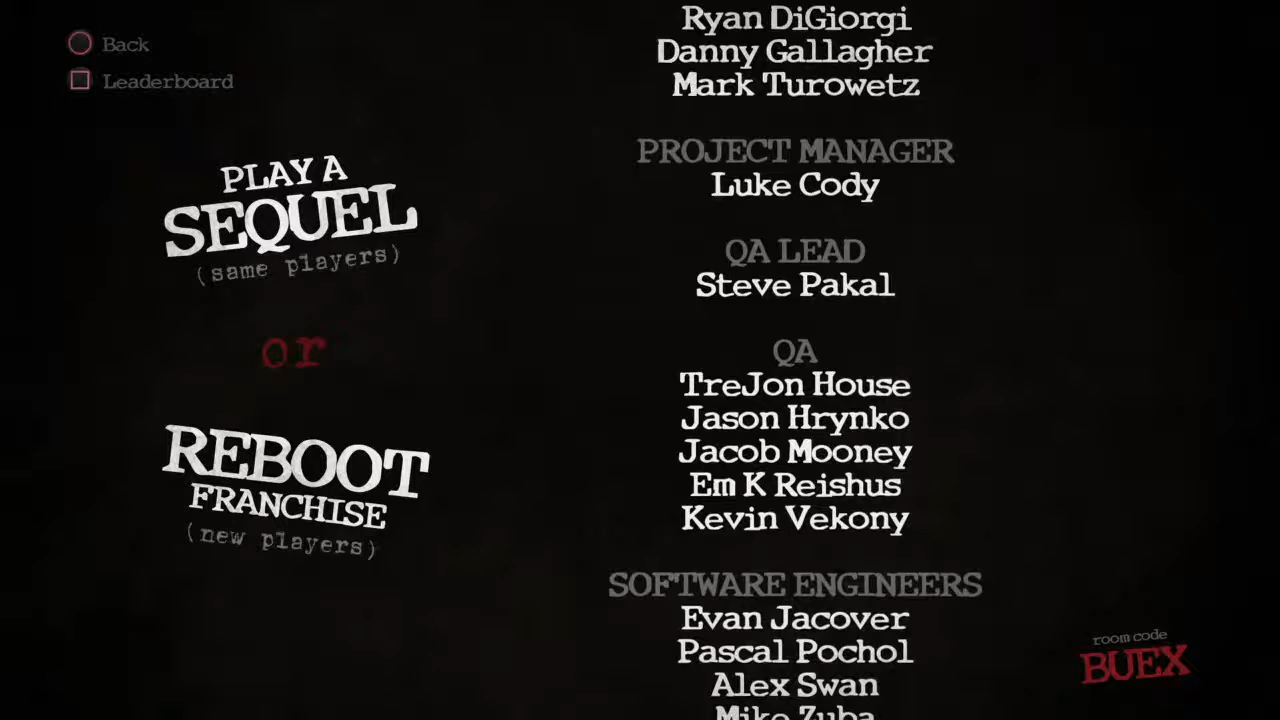 Back
Leaderboard
PLAY A
SEQUEL
(same players)
or
REBOOT
FRANCHISE
(new players)
Ryan DiGiorgi
Danny Gallagher
Mark Turowetz
PROJECT MANAGER
Luke Cody
QA LEAD
Steve Pakal
QA
TreJon House
Jason Hrynko
Jacob Mooney
Em K Reishus
Kevin Vekony
SOFTWARE ENGINEERS
Evan Jacover
Pascal Pochol
Alex Swan
Mike Zuba
room code
BUEX